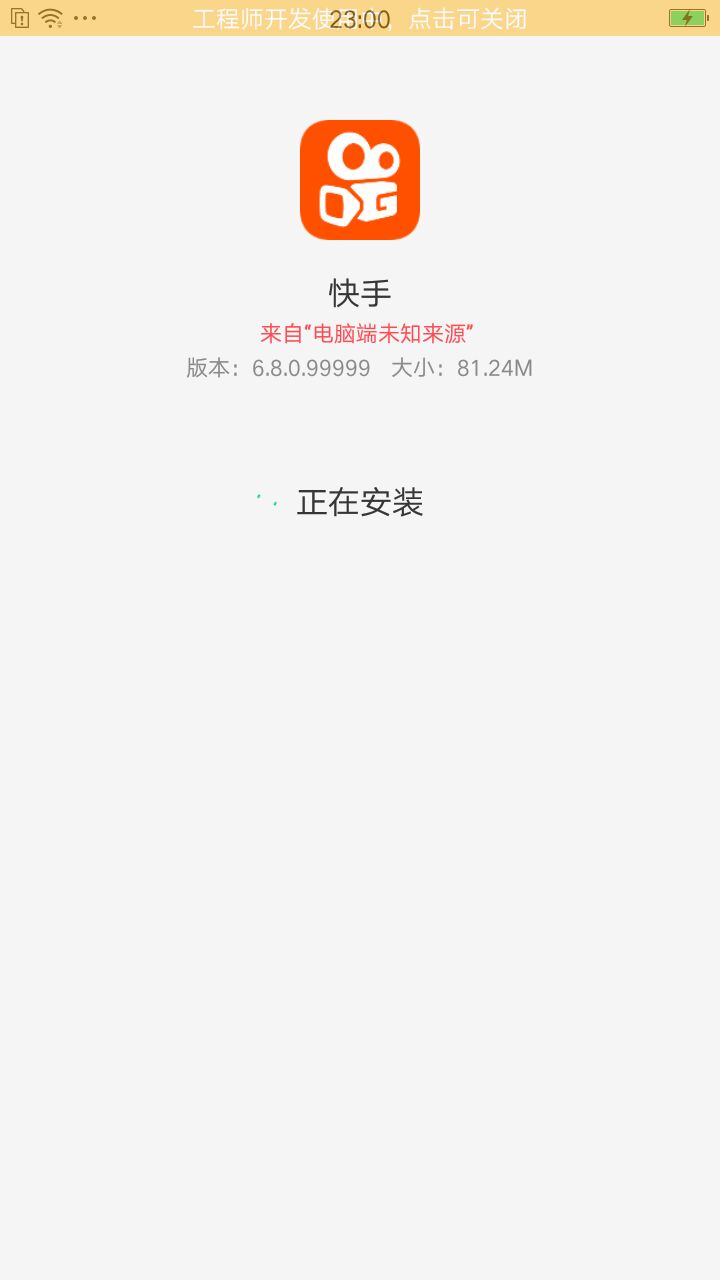 工程师开发使用中，点击可关闭
23:00
快手
来自“电脑端未知来源”
版本：6.8.0.99999 大小：81.24M
正在安装